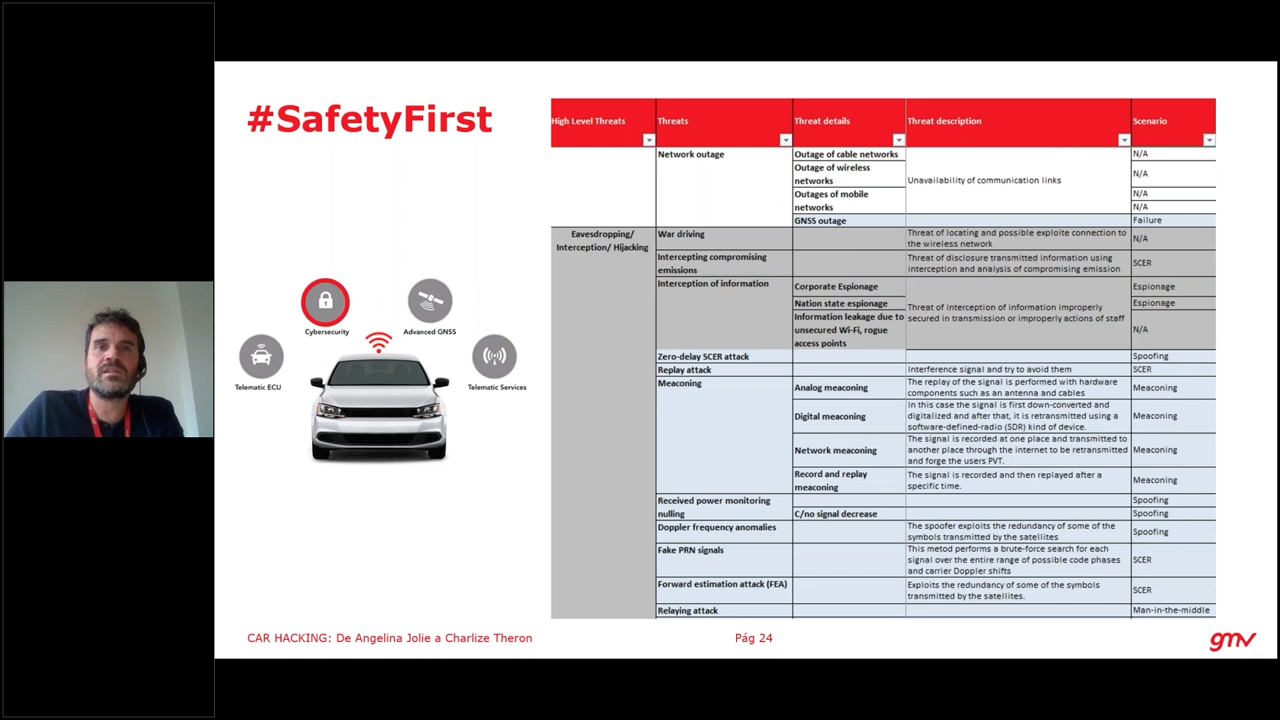 #SafetyFirst
Cybersecurity
Advanced GNSS
Telematic ECU
Telematic Services
High Level Threats
Threats
Threat details
Threat description
Scenario
Network outage
Outage of cable networks
N/A
Outage of wireless
networks
Unavailability of communication links
N/A
Outages of mobile
networks
N/A
N/A
GNSS outage
Failure
Eavesdropping/
Interception/ Hijacking
War driving
Threat of locating and possible exploite connection to
the wireless network
N/A
Intercepting compromising
emissions
Threat of disclosure transmitted information using
interception and analysis of compromising emission
SCER
Interception of information
Corporate Espionage
Espionage
Nation state espionage
Threat of interception of information improperly
secured in transmission or improperly actions of staff
Espionage
Information leakage due to
unsecured Wi-Fi, rogue
access points
N/A
Zero-delay SCER attack
Spoofing
Replay attack
Interference signal and try to avoid them
SCER
Meaconing
Analog meaconing
The replay of the signal is performed with hardware
components such as an antenna and cables
Meaconing
Digital meaconing
In this case the signal is first down-converted and
digitalized and after that, it is retransmitted using a
software-defined-radio (SDR) kind of device.
Meaconing
Network meaconing
The signal is recorded at one place and transmitted to
another place through the internet to be retransmitted
and forge the users PVT.
Meaconing
Record and replay
meaconing
The signal is recorded and then replayed after a
specific time.
Meaconing
Received power monitoring
nulling
Spoofing
C/no signal decrease
Spoofing
Doppler frequency anomalies
The spoofer exploits the redundancy of some of the
symbols transmitted by the satellites
Spoofing
Fake PRN signals
This metod performs a brute-force search for each
signal over the entire range of possible code phases
and carrier Doppler shifts
SCER
Forward estimation attack (FEA)
Exploits the redundancy of some of the symbols
transmitted by the satellites.
SCER
Relaying attack
Man-in-the-middle
CAR HACKING: De Angelina Jolie a Charlize Theron
Pág 24
gmv